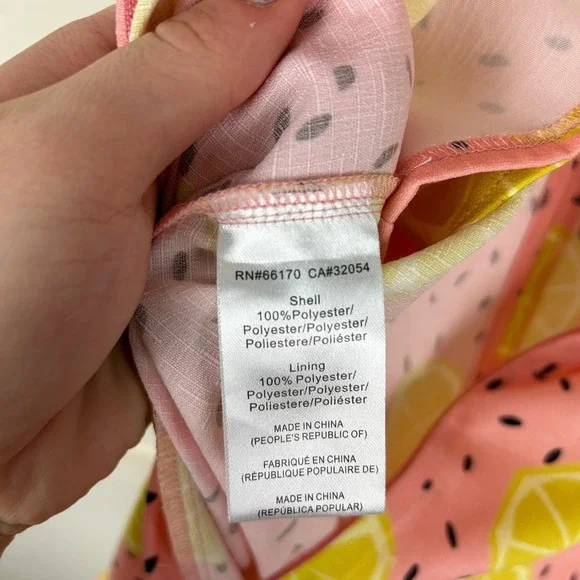 RN#66170 CA#32054
Shell
100%Polyester/
Polyester/Polyester/
Poliestere/Poliéster
Lining
100% Polyester/
Polyester/Polyester/
Poliestere/Poliéster
MADE IN CHINA
(PEOPLE'S REPUBLIC OF)
FABRIQUÉ EN CHINA
(RÉPUBLIQUE POPULAIRE DE)
MADE IN CHINA
(REPÚBLICA POPULAR)